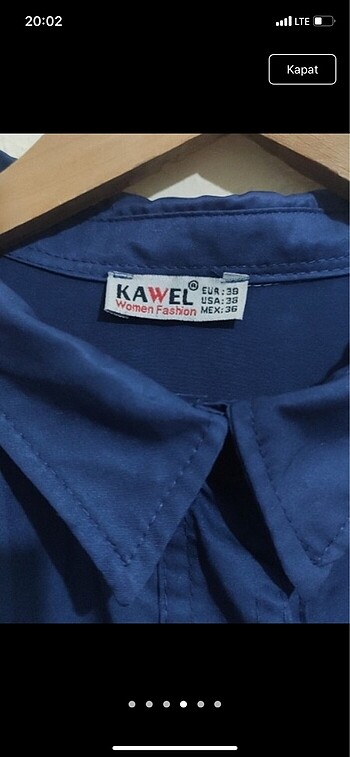 20:02
LTE
Kapat
KAWEL®
Women Fashion
EUR:38
USA:38
MEX:36